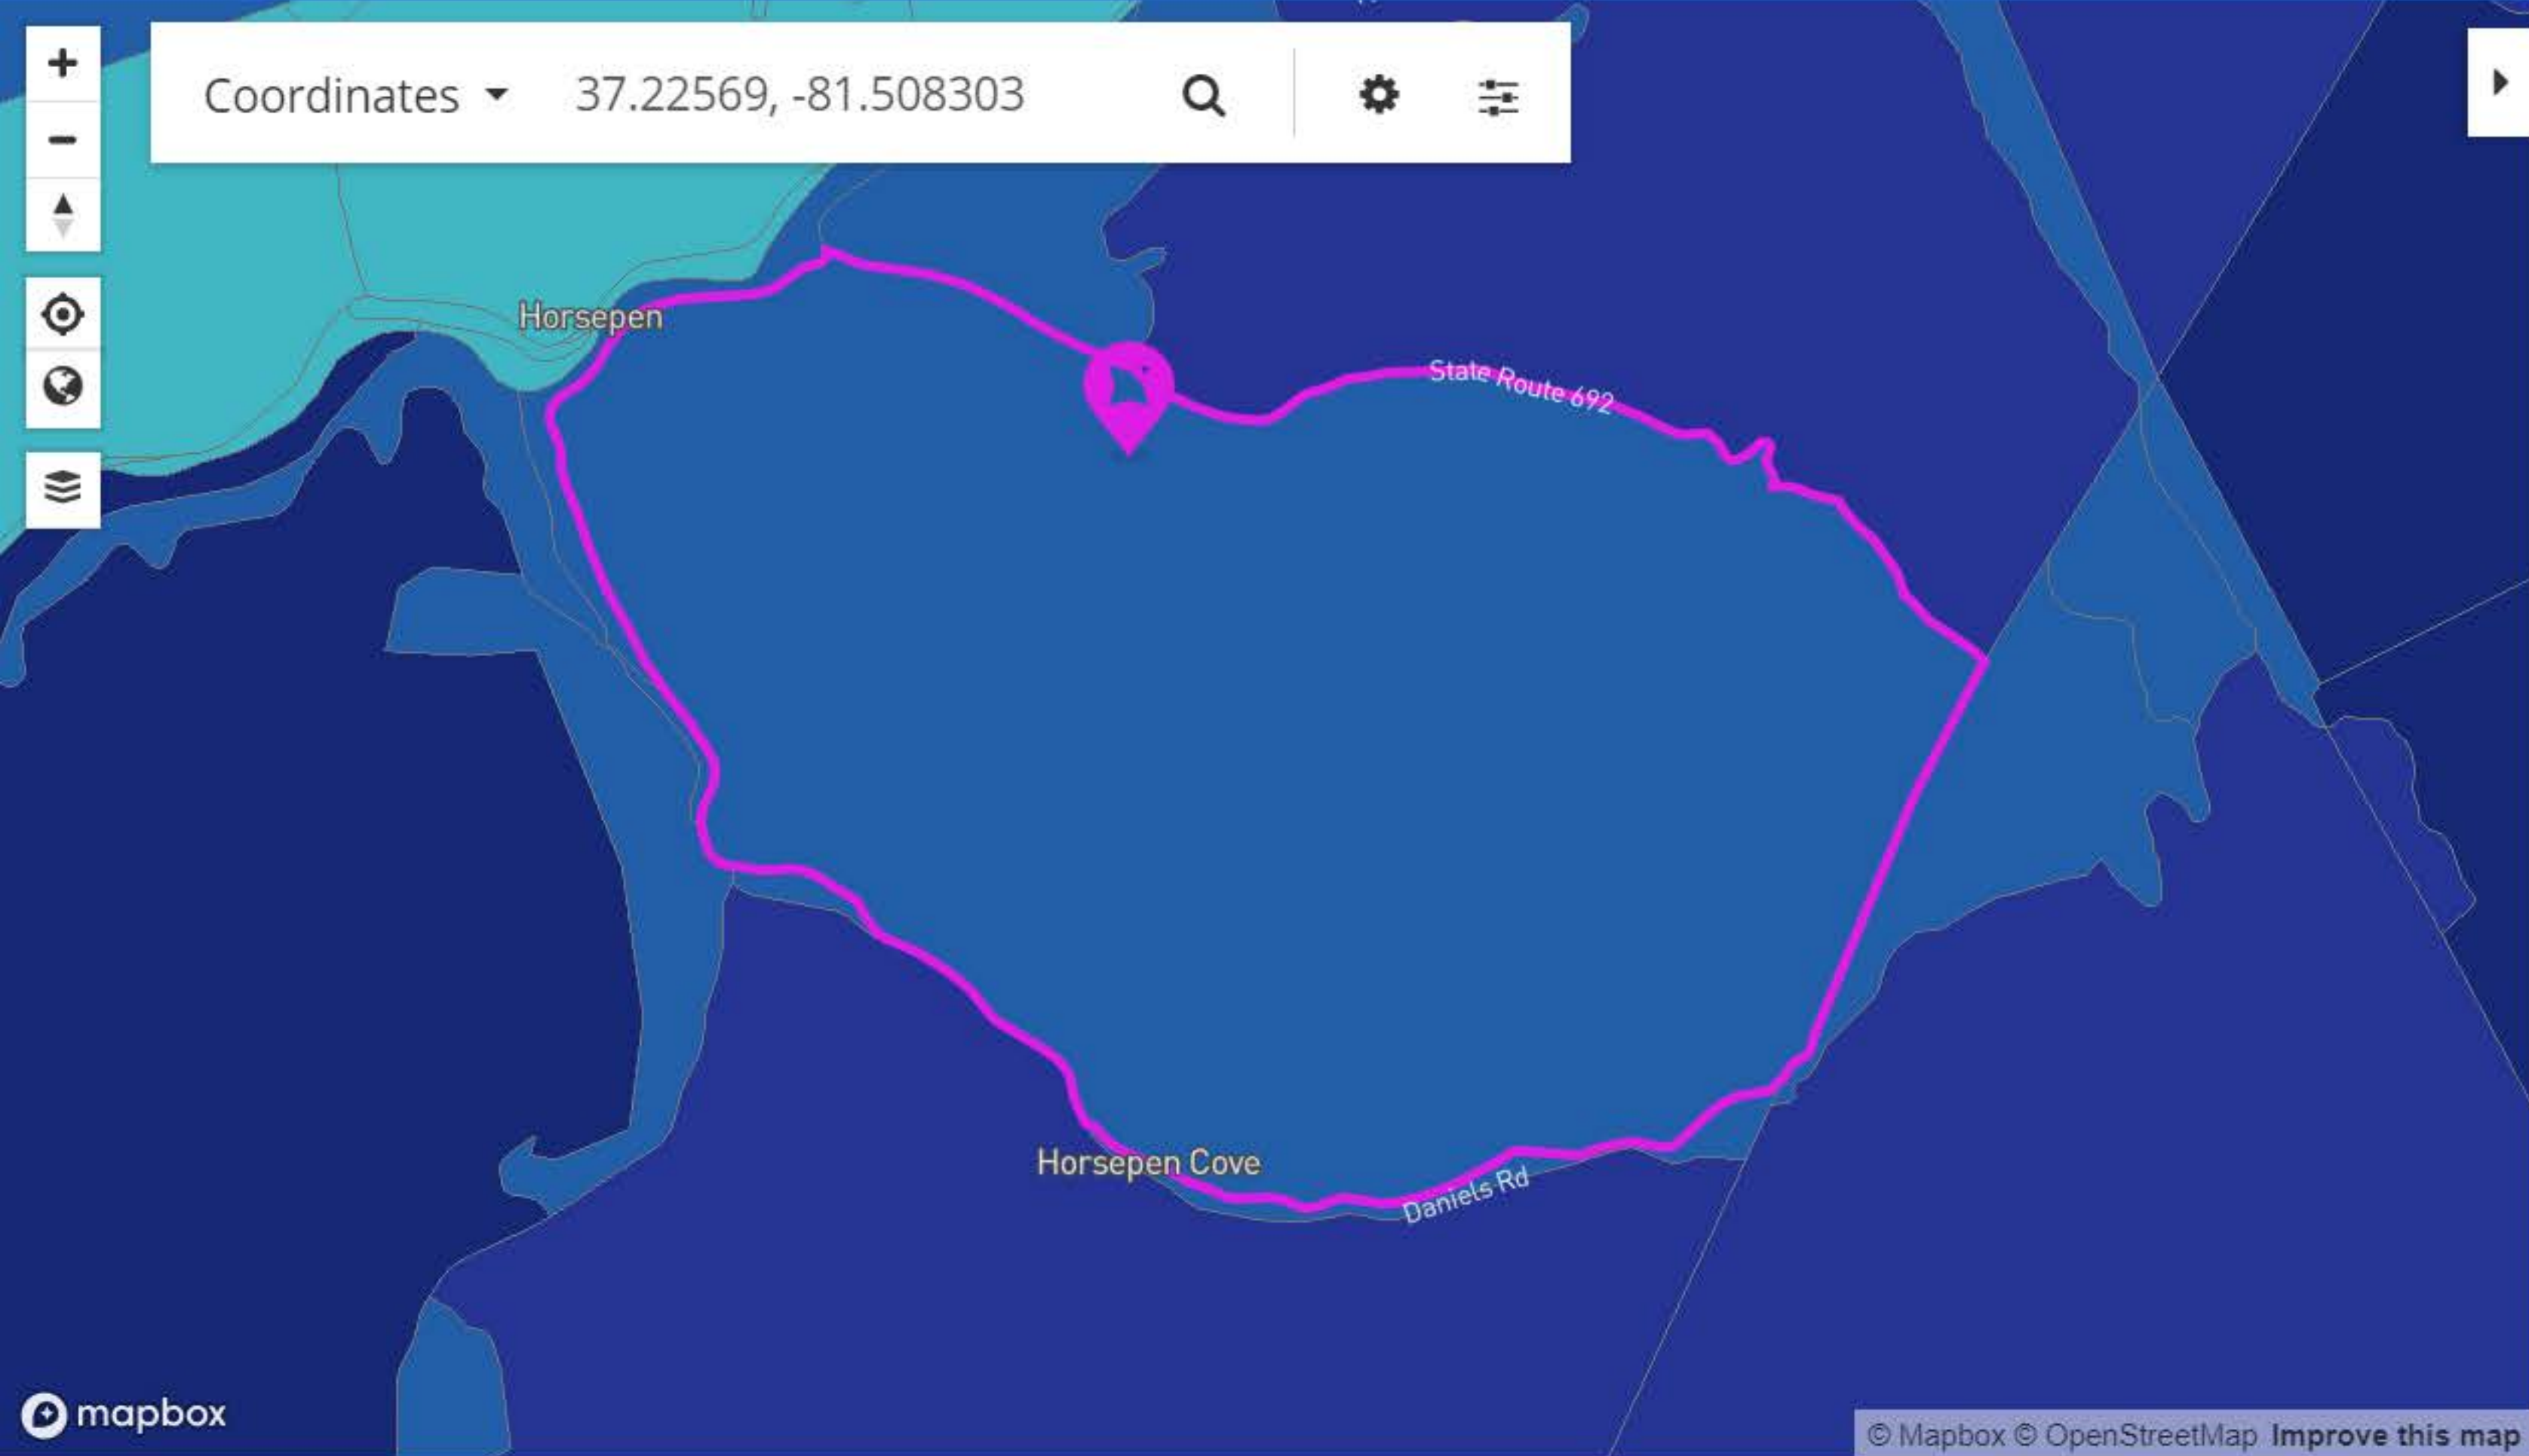 Coordinates
37.22569, -81.508303
Horsepen
State Route 692
Horsepen Cove
Daniels Rd
mapbox
© Mapbox © OpenStreetMap Improve this map